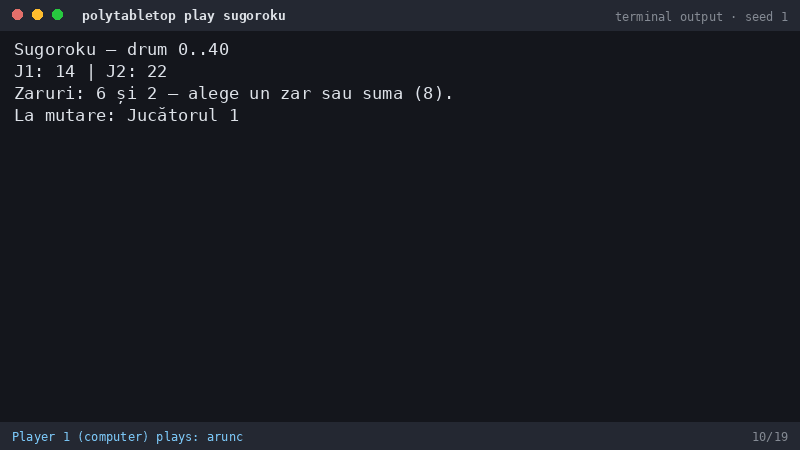 polytabletop play sugoroku
terminal output · seed 1
Sugoroku — drum 0..40
J1: 14 | J2: 22
Zaruri: 6 și 2 — alege un zar sau suma (8).
La mutare: Jucătorul 1
Player 1 (computer) plays: arunc
10/19